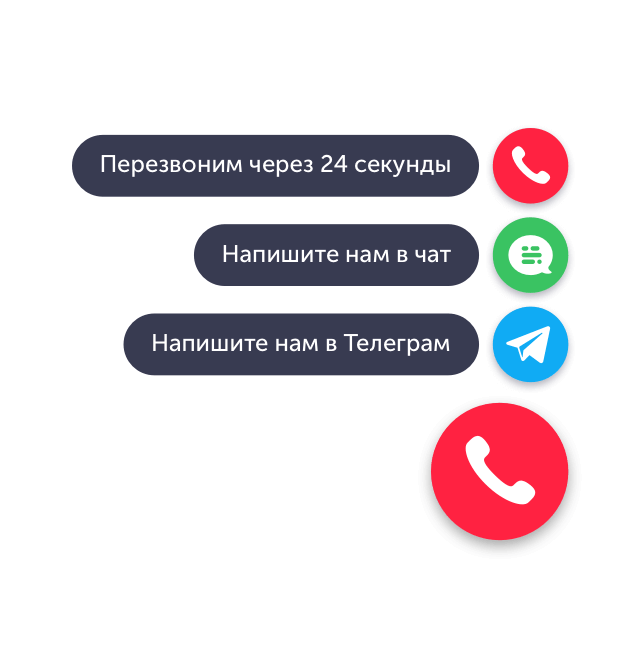 Перезвоним через 24 секунды
Напишите нам в чат
Напишите нам в Телеграм